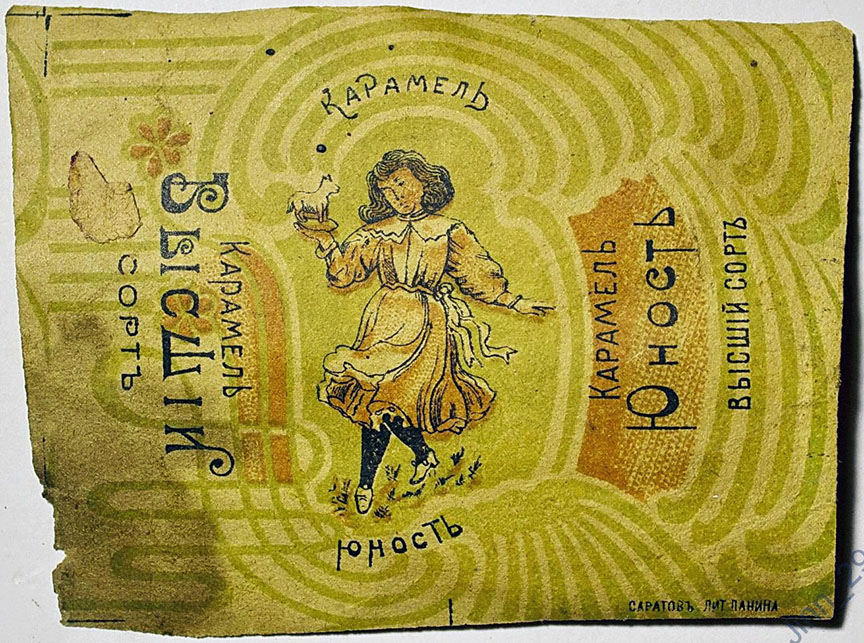 КАРАМЕЛЬ
ЮНОСТЬ
КАРАМЕЛЬ
ВЫСШІЙ
СОРТЪ
КАРАМЕЛЬ
ЮНОСТЬ
ВЫСШІЙ СОРТЪ
САРАТОВЪ ЛИТ ПАНИНА